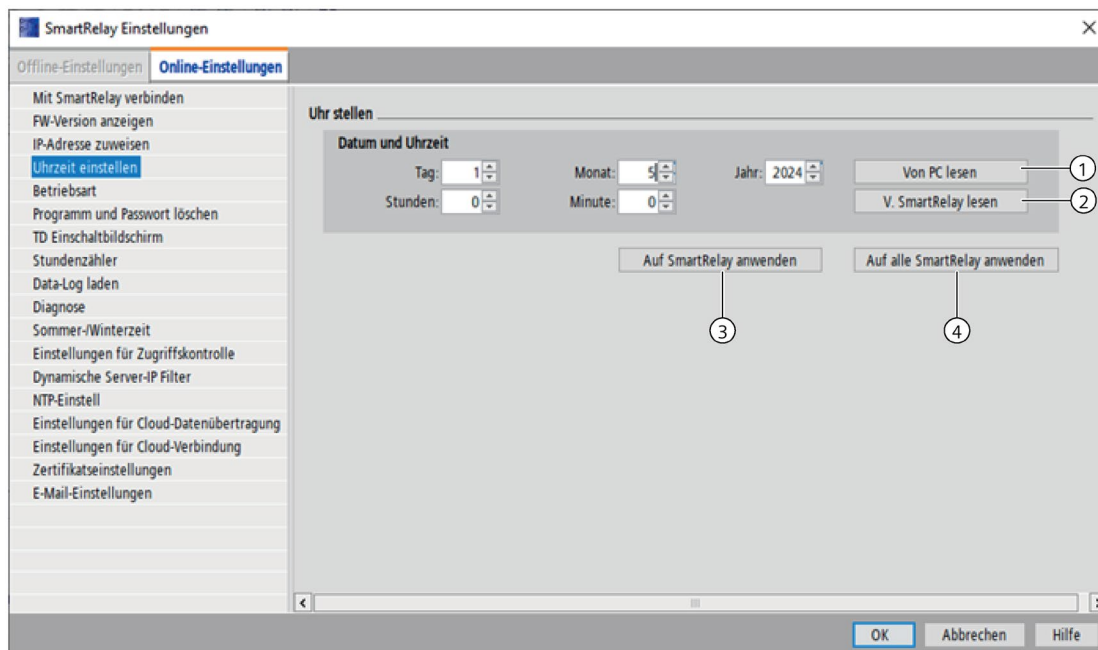 SmartRelay Einstellungen
Offline-Einstellungen Online-Einstellungen
Mit SmartRelay verbinden
FW-Version anzeigen
IP-Adresse zuweisen
Uhrzeit einstellen
Betriebsart
Programm und Passwort löschen
TD Einschaltbildschirm
Stundenzähler
Data-Log laden
Diagnose
Sommer-/Winterzeit
Einstellungen für Zugriffskontrolle
Dynamische Server-IP Filter
NTP-Einstell
Einstellungen für Cloud-Datenübertragung
Einstellungen für Cloud-Verbindung
Zertifikatseinstellungen
E-Mail-Einstellungen
Uhr stellen
Datum und Uhrzeit
Tag: 1 Monat: 5 Jahr: 2024 Von PC lesen 1
Stunden: 0 Minute: 0 V. SmartRelay lesen 2
Auf SmartRelay anwenden Auf alle SmartRelay anwenden
3 4
OK Abbrechen Hilfe